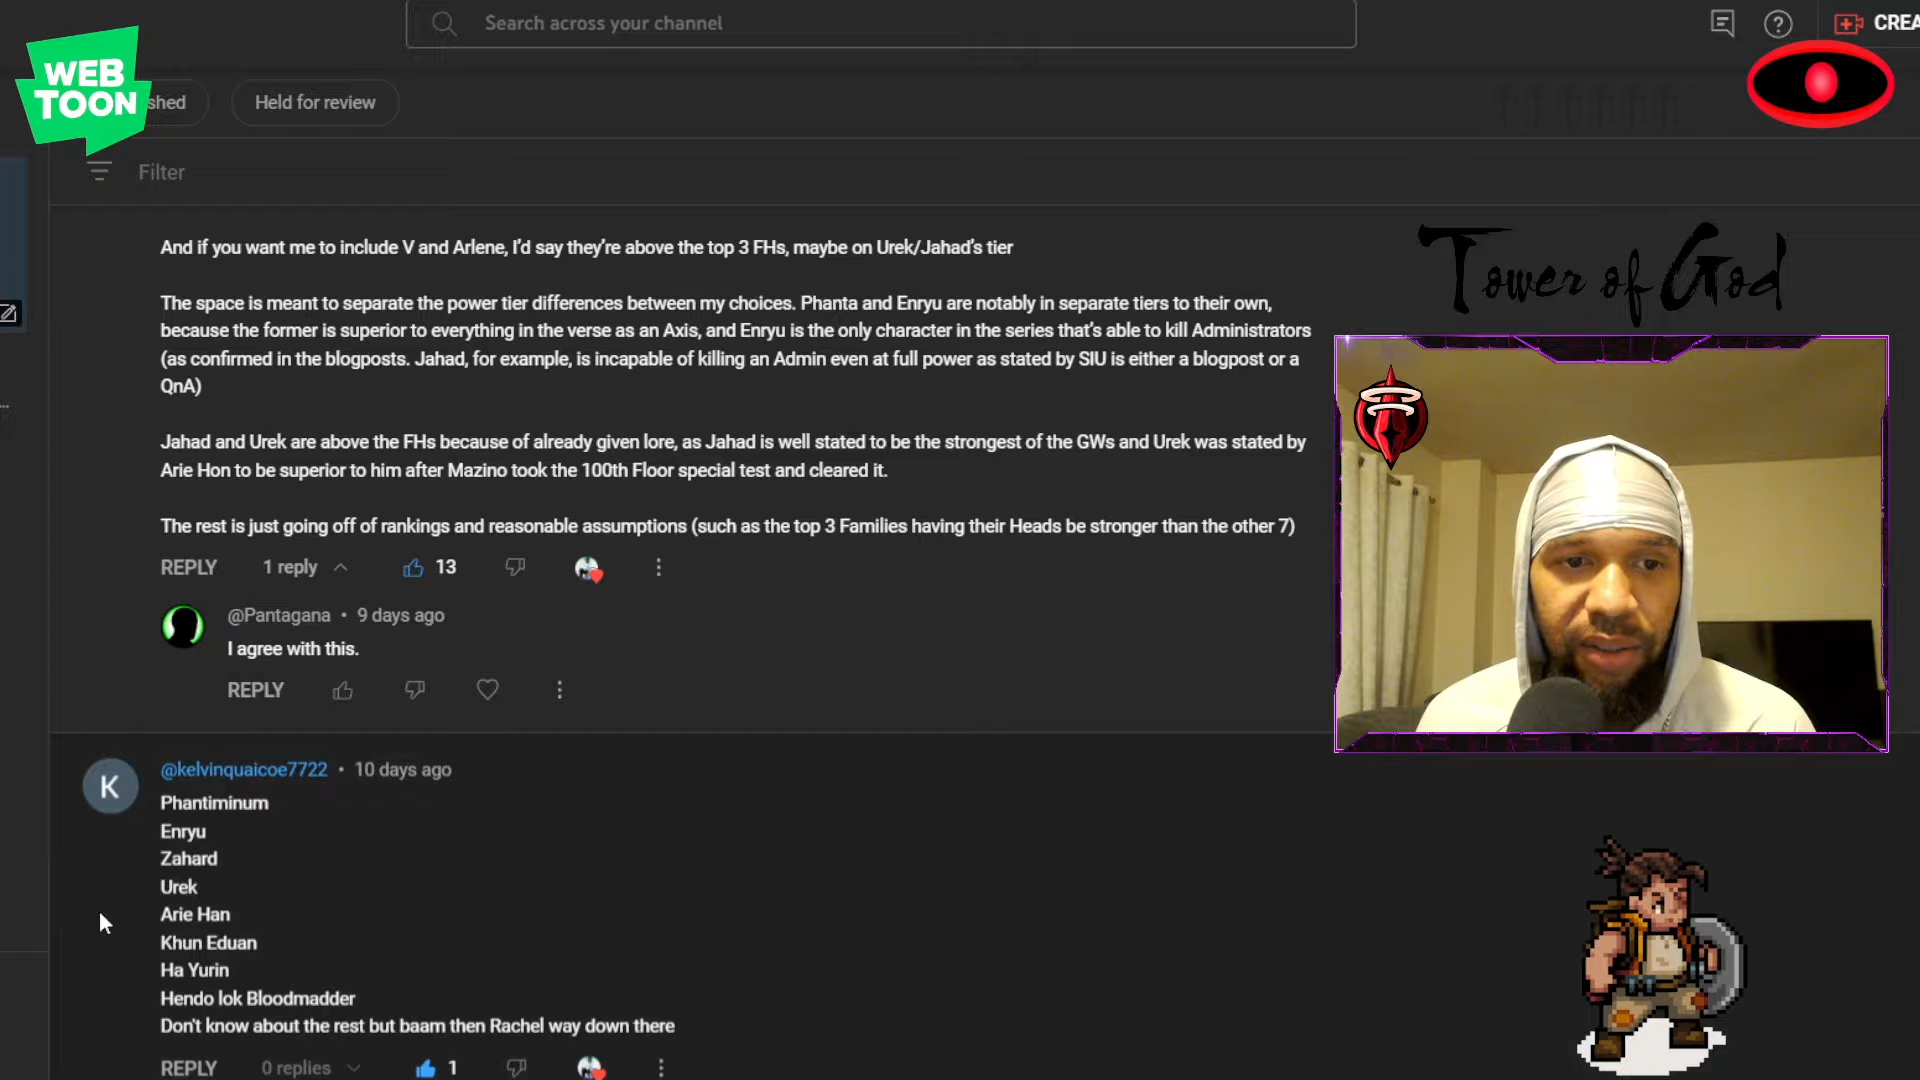 Search across your channel
CREA
WEB
TOON
shed
Held for review
Filter
And if you want me to include V and Arlene, I'd say they're above the top 3 FHs, maybe on Urek/Jahad's tier
The space is meant to separate the power tier differences between my choices. Phanta and Enryu are notably in separate tiers to their own,
because the former is superior to everything in the verse as an Axis, and Enryu is the only character in the series that's able to kill Administrators
(as confirmed in the blogposts. Jahad, for example, is incapable of killing an Admin even at full power as stated by SIU is either a blogpost or a
QnA)
Jahad and Urek are above the FHs because of already given lore, as Jahad is well stated to be the strongest of the GWs and Urek was stated by
Arie Hon to be superior to him after Mazino took the 100th Floor special test and cleared it.
The rest is just going off of rankings and reasonable assumptions (such as the top 3 Families having their Heads be stronger than the other 7)
REPLY 1 reply 13
@Pantagana • 9 days ago
I agree with this.
REPLY
Tower of God
K
@kelvinquaicoe7722 • 10 days ago
Phantiminum
Enryu
Zahard
Urek
Arie Han
Khun Eduan
Ha Yurin
Hendo lok Bloodmadder
Don't know about the rest but baam then Rachel way down there
REPLY 0 replies 1